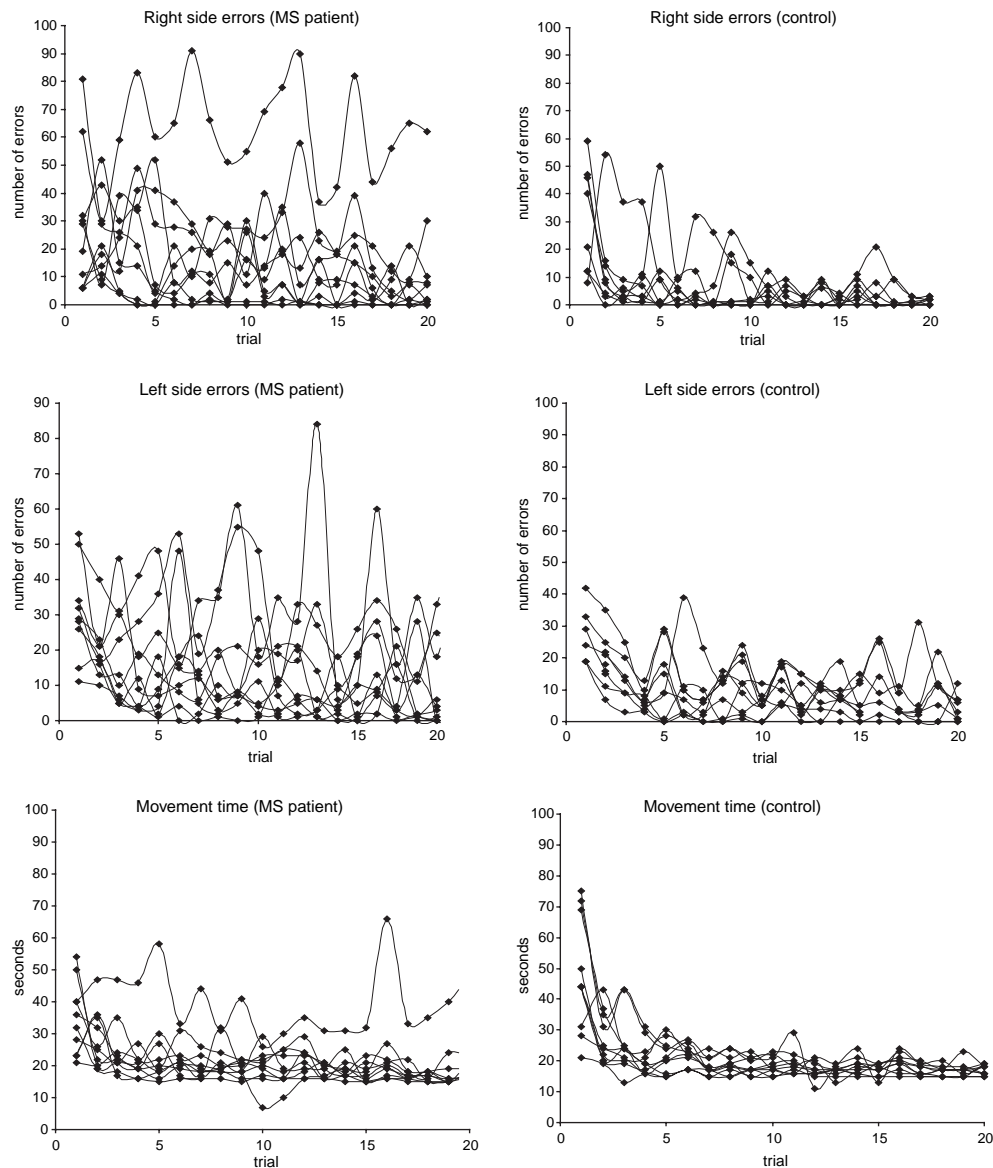 Right side errors (MS patient)
100
90
80
70
60
50
40
30
20
10
0
number of errors
0 5 10 15 20
trial
Right side errors (control)
100
90
80
70
60
50
40
30
20
10
0
number of errors
0 5 10 15 20
trial
Left side errors (MS patient)
90
80
70
60
50
40
30
20
10
0
number of errors
0 5 10 15 20
trial
Left side errors (control)
100
90
80
70
60
50
40
30
20
10
0
number of errors
0 5 10 15 20
trial
Movement time (MS patient)
100
90
80
70
60
50
40
30
20
10
0
seconds
0 5 10 15 20
trial
Movement time (control)
100
90
80
70
60
50
40
30
20
10
0
seconds
0 5 10 15 20
trial